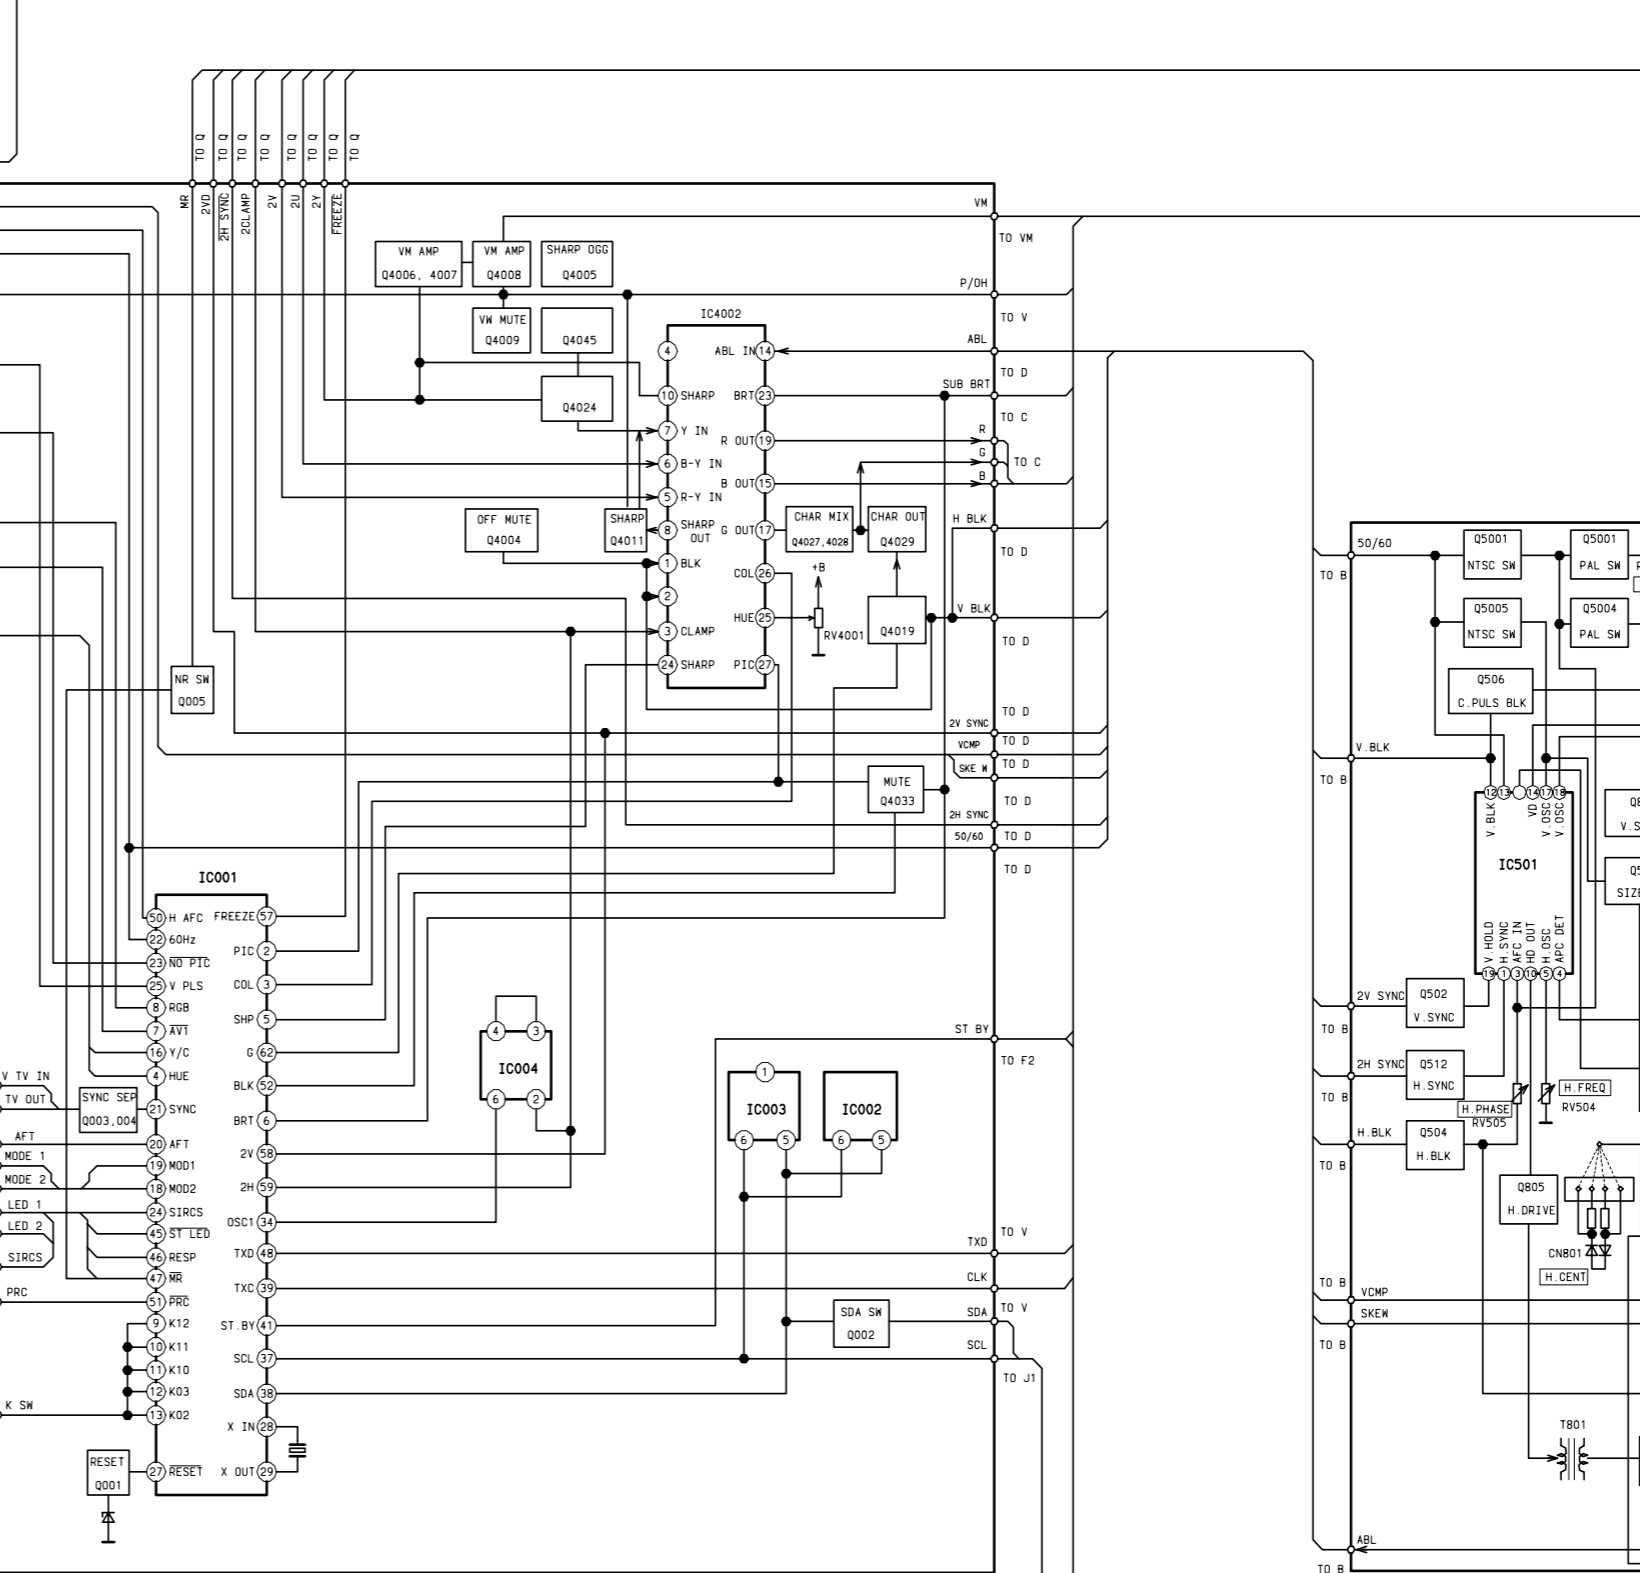 TO Q
TO Q
TO Q
TO Q
TO Q
TO Q
TO Q
TO Q
MR
2VD
2H SYNC
2CLAMP
2V
2U
2Y
FREEZE
VM
TO VM
VM AMP
Q4006, 4007
VM AMP
Q4008
SHARP OGG
Q4005
P/OH
TO V
VW MUTE
Q4009
Q4045
Q4024
IC4002
4
ABL IN 14
ABL
TO D
10 SHARP
BRT 23
SUB BRT
TO C
7 Y IN
R OUT 19
R
G
TO C
6 B-Y IN
B OUT 15
B
5 R-Y IN
OFF MUTE
Q4004
SHARP
Q4011
8 SHARP
OUT
G OUT 17
CHAR MIX
Q4027,4028
CHAR OUT
Q4029
H BLK
TO D
1 BLK
COL 26
+B
2
HUE 25
RV4001
Q4019
V BLK
TO D
3 CLAMP
24 SHARP
PIC 27
NR SW
Q005
TO D
2V SYNC
TO D
VCMP
TO D
SKE W
MUTE
Q4033
TO D
2H SYNC
TO D
50/60
TO D
IC001
50 H AFC
FREEZE 57
22 60Hz
PIC 2
23 NO PIC
25 V PLS
COL 3
8 RGB
SHP 5
7 AV1
16 Y/C
G 62
4 HUE
BLK 52
V TV IN
TV OUT
SYNC SEP
Q003,004
21 SYNC
BRT 6
AFT
20 AFT
2V 58
MODE 1
19 MOD1
MODE 2
18 MOD2
2H 59
LED 1
24 SIRCS
OSC1 34
LED 2
45 ST LED
SIRCS
46 RESP
TXD 48
47 MR
TXC 39
PRC
51 PRC
9 K12
ST.BY 41
10 K11
SCL 37
11 K10
12 K03
SDA 38
K SW
13 K02
X IN 28
RESET
Q001
27 RESET
X OUT 29
4
3
IC004
6
2
ST BY
TO F2
1
IC003
6
5
IC002
6
5
TO V
TXD
CLK
SDA SW
Q002
SDA
TO V
SCL
TO J1
50/60
TO B
Q5001
NTSC SW
Q5001
PAL SW
Q5005
NTSC SW
Q5004
PAL SW
Q506
C.PULS BLK
V.BLK
TO B
12
13
14
17
18
V.BLK
VD
V.OSC
V.OSC
V.S
SIZE
IC501
V.HOLD
H.SYNC
AFC IN
HD OUT
H.OSC
APC DET
19
1
3
10
5
4
2V SYNC
TO B
Q502
V.SYNC
2H SYNC
TO B
Q512
H.SYNC
H.PHASE
RV505
H.FREQ
RV504
H.BLK
TO B
Q504
H.BLK
Q805
H.DRIVE
CN801
H.CENT
TO B
VCMP
SKEW
TO B
T801
ABL
TO B